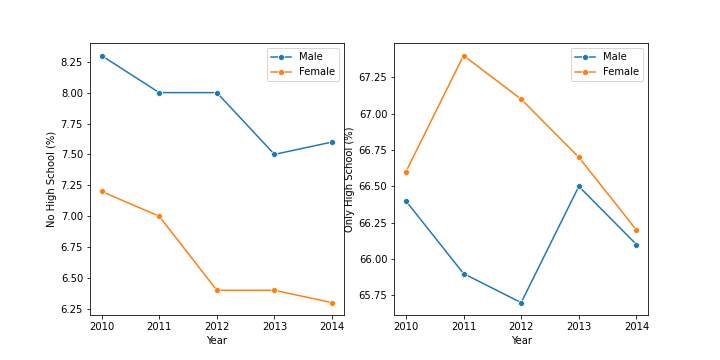 No High School (%)
8.25
8.00
7.75
7.50
7.25
7.00
6.75
6.50
6.25
2010 2011 2012 2013 2014
Year
Male
Female
Only High School (%)
67.25
67.00
66.75
66.50
66.25
66.00
65.75
2010 2011 2012 2013 2014
Year
Male
Female